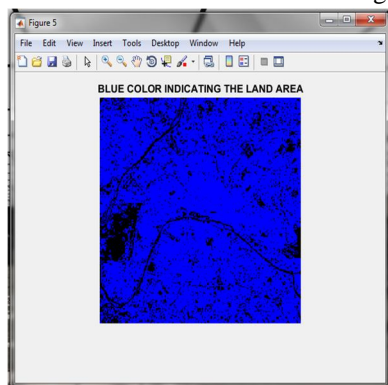 Figure 5
File Edit View Insert Tools Desktop Window Help
BLUE COLOR INDICATING THE LAND AREA